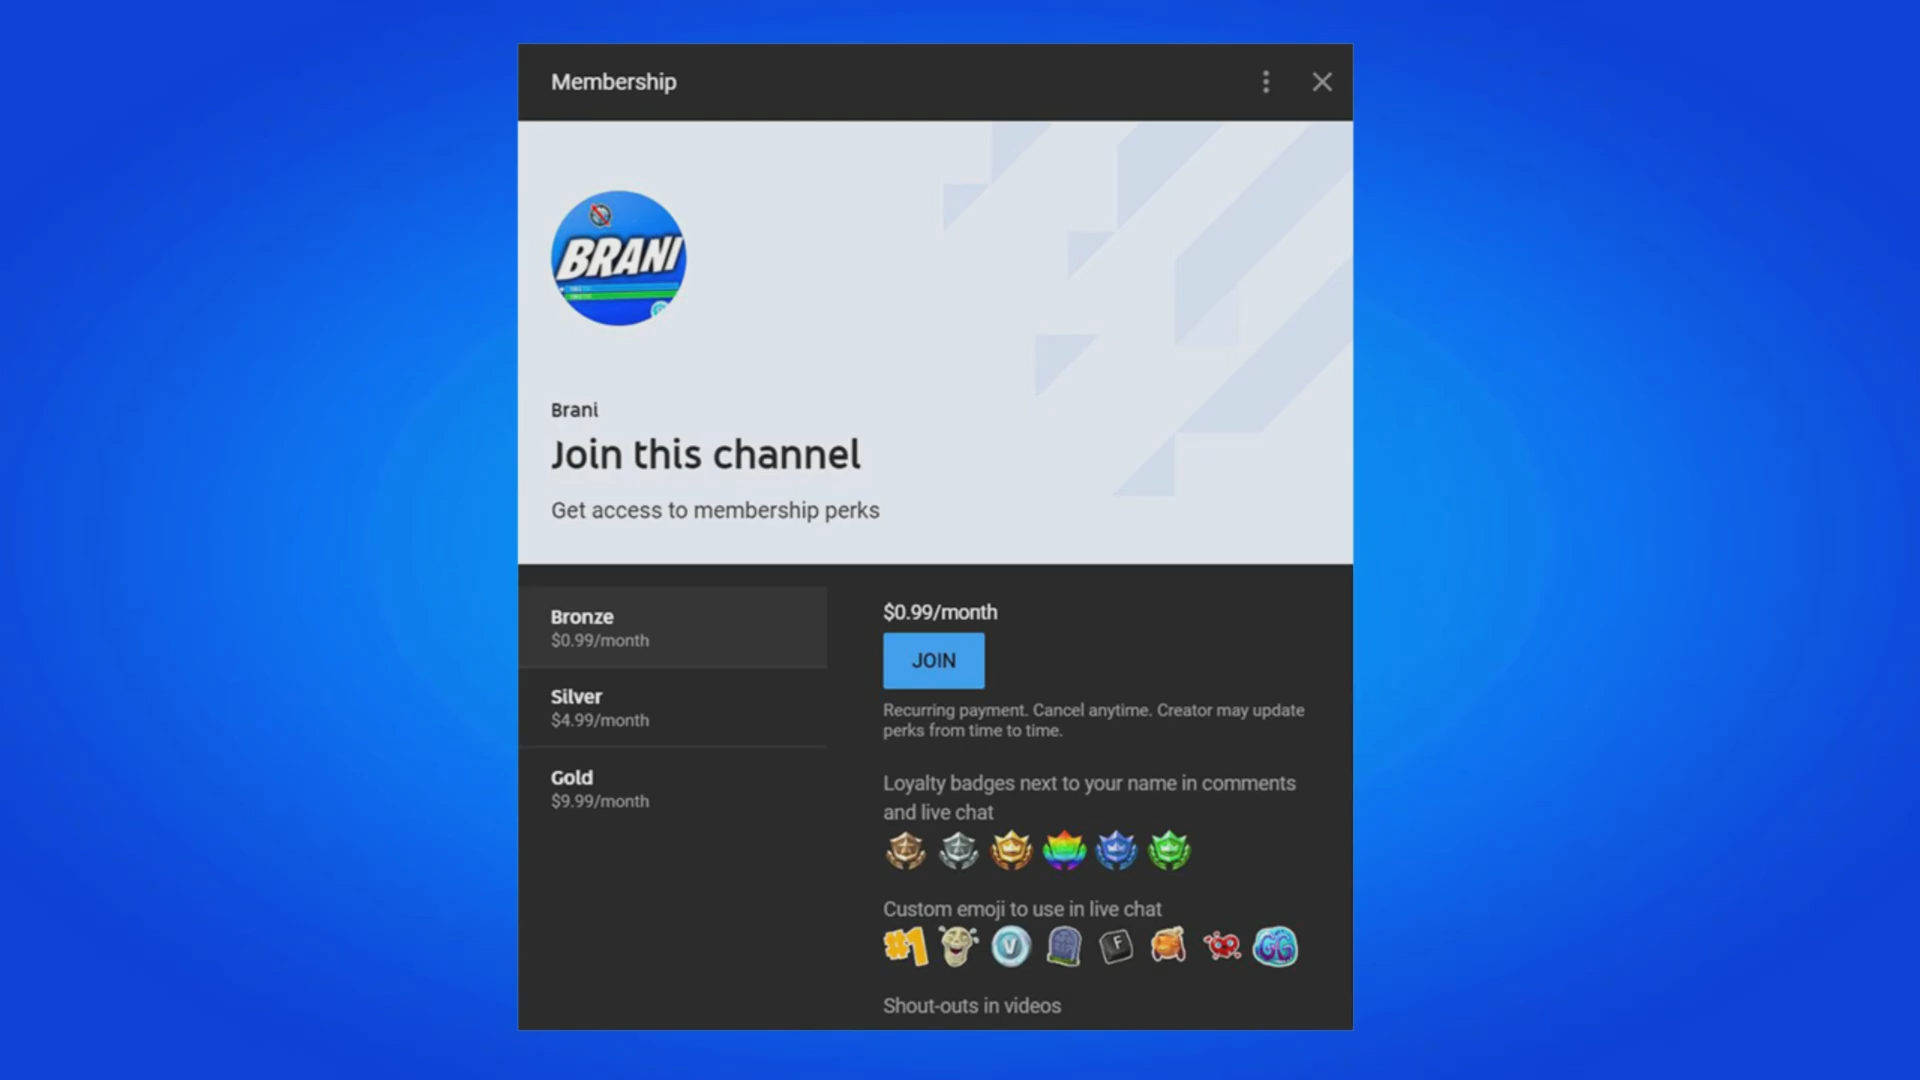 Membership
BRANI
Brani
Join this channel
Get access to membership perks
Bronze
$0.99/month
Silver
$4.99/month
Gold
$9.99/month
$0.99/month
JOIN
Recurring payment. Cancel anytime. Creator may update
perks from time to time.
Loyalty badges next to your name in comments
and live chat
Custom emoji to use in live chat
#1
V
F
GG
Shout-outs in videos